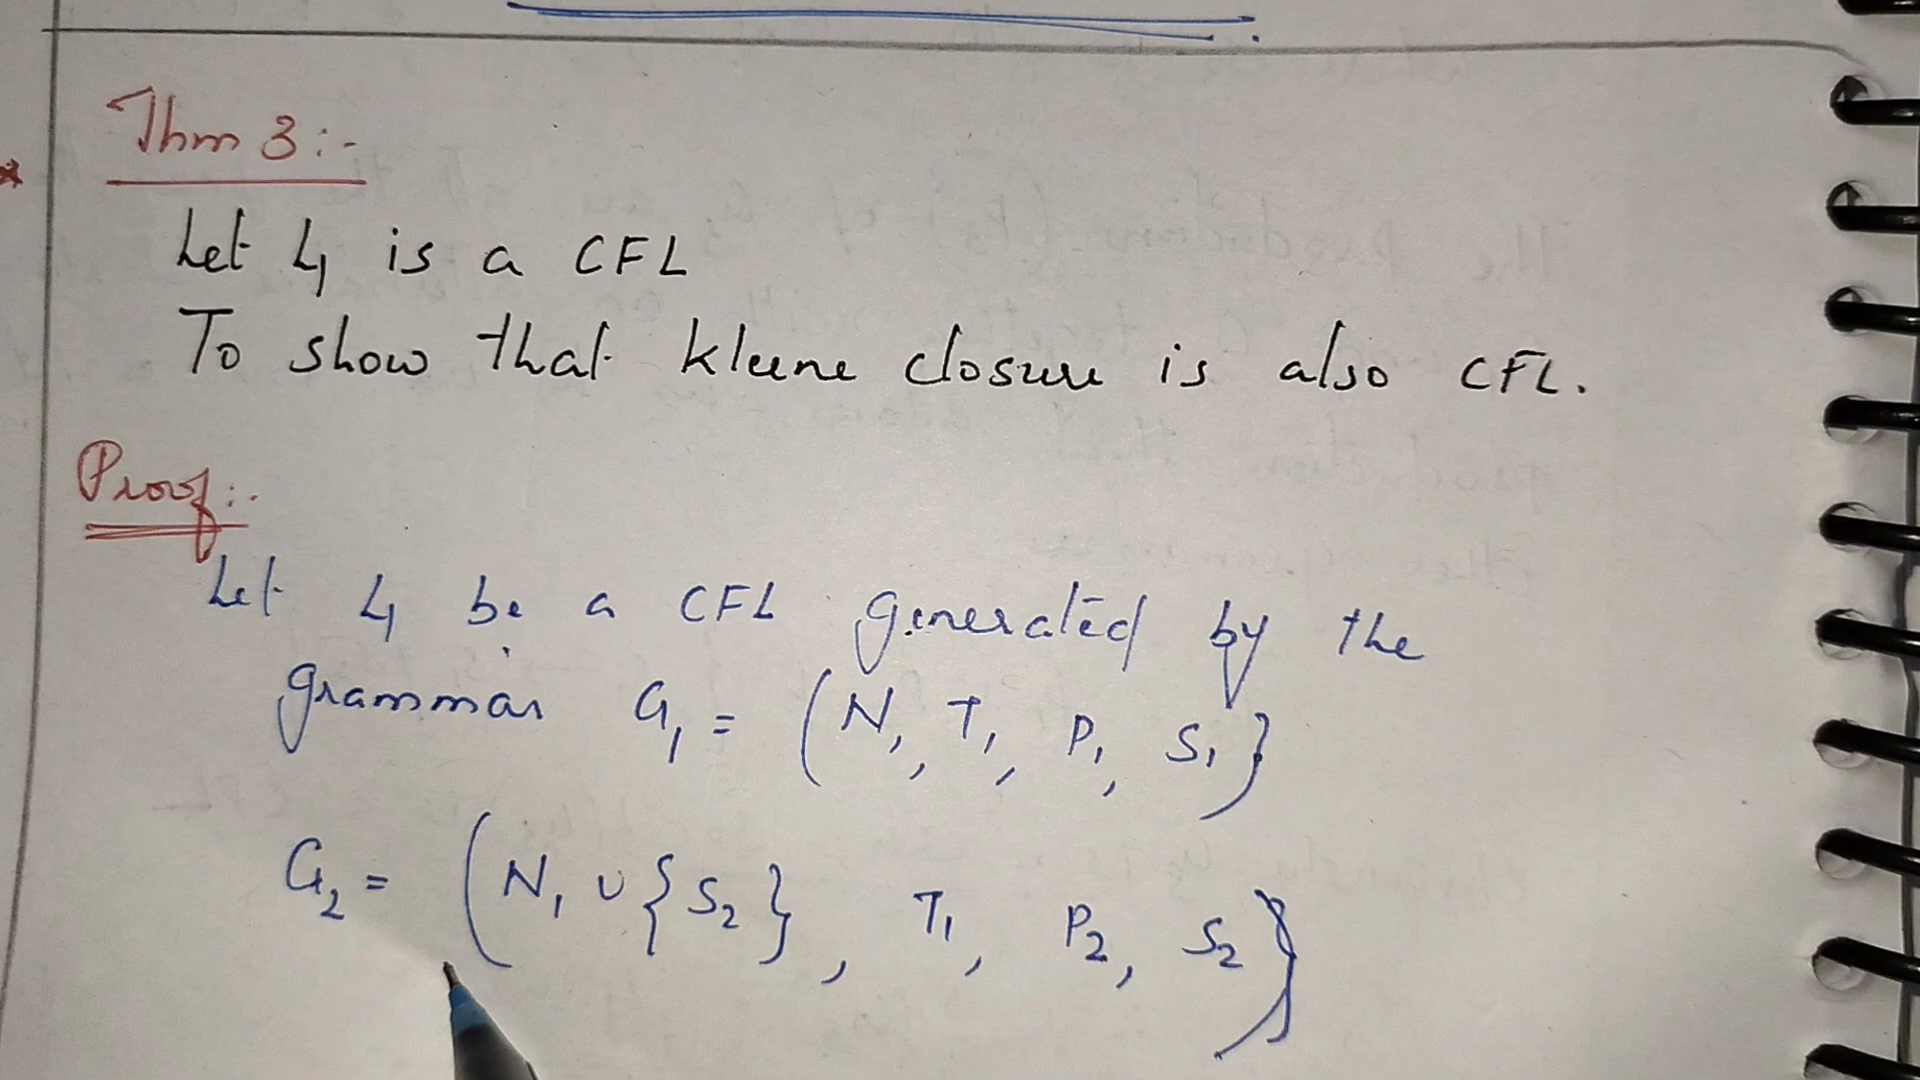 Thm 3:-
Let L₁ is a CFL
To show that kleene closure is also CFL.
Proof:-
Let L₁ be a CFL generated by the
grammar G₁ = (N₁, T₁, P₁, S₁}
G₂ = (N₁ ∪ {S₂}, T₁, P₂, S₂)